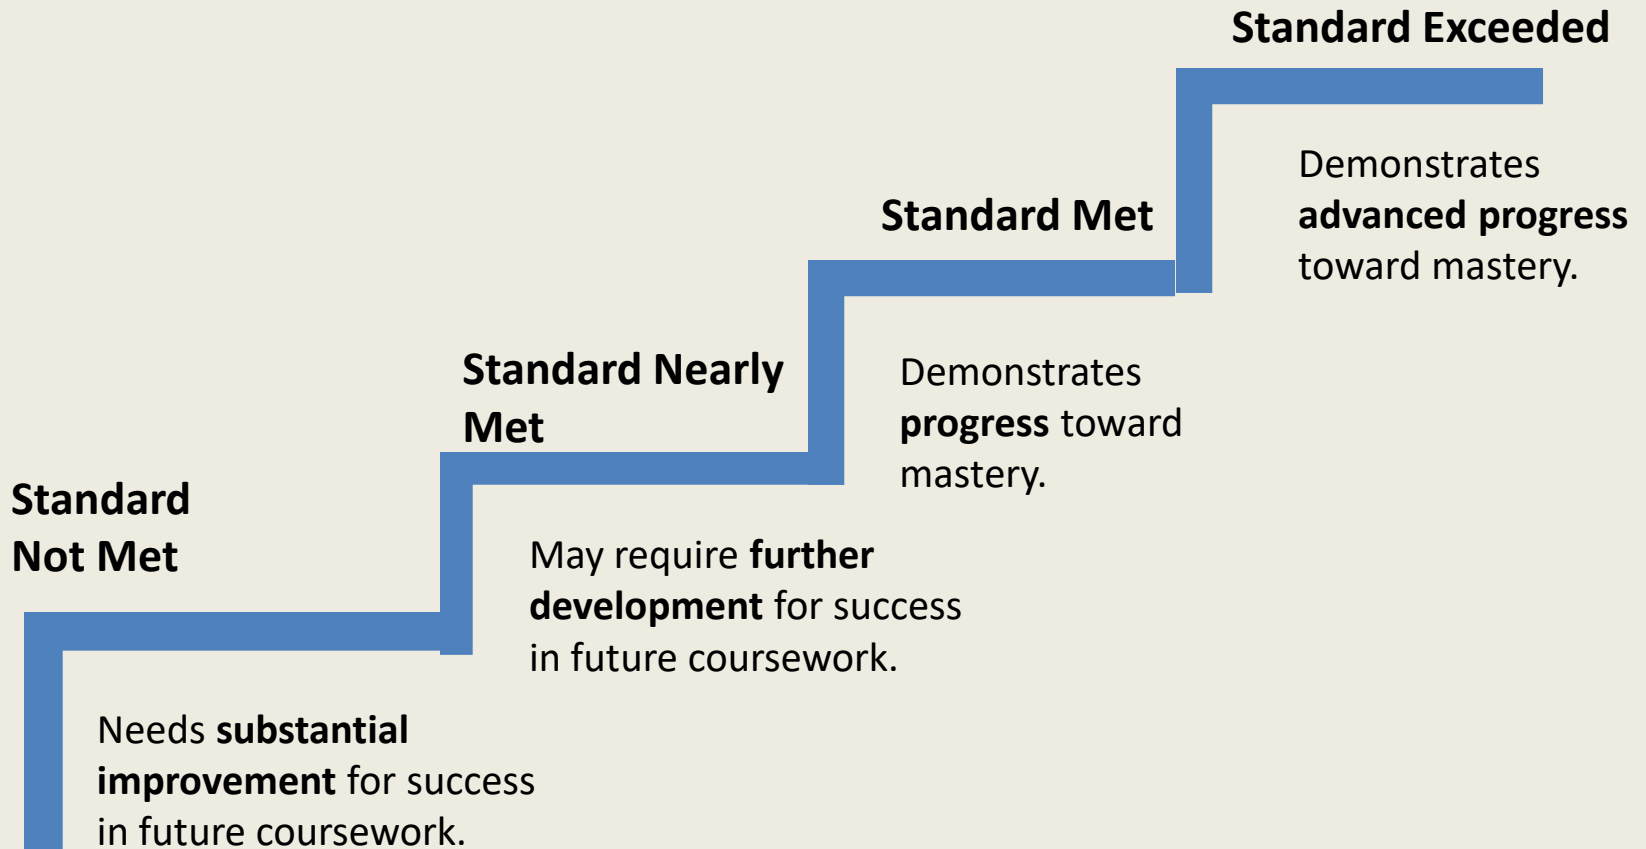 Standard Exceeded
Demonstrates
advanced progress
toward mastery.
Standard Met
Demonstrates
progress toward
mastery.
Standard Nearly
Met
May require further
development for success
in future coursework.
Standard
Not Met
Needs substantial
improvement for success
in future coursework.